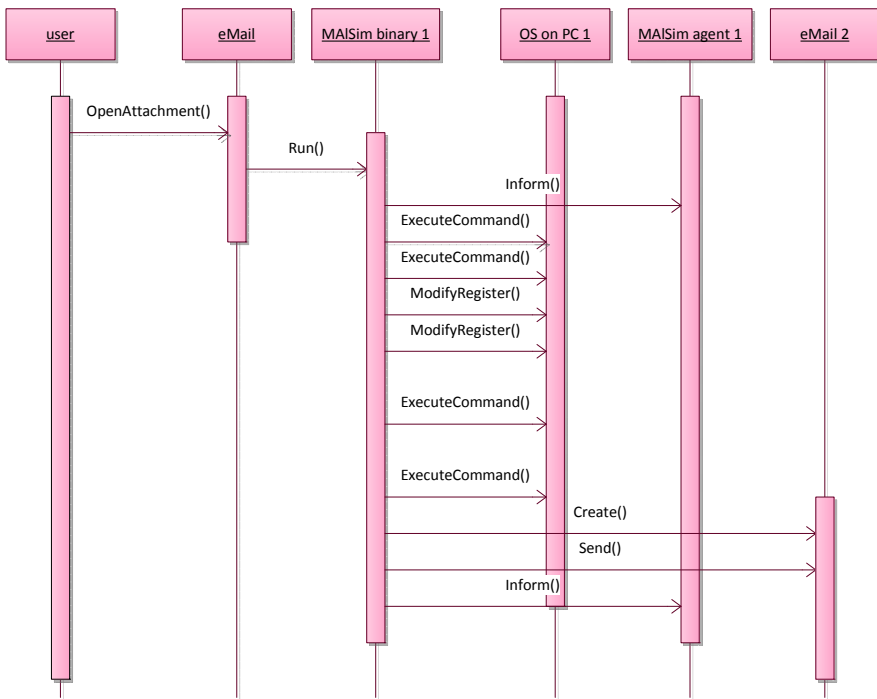 user
eMail
MAlSim binary 1
OS on PC 1
MAlSim agent 1
eMail 2
OpenAttachment()
Run()
Inform()
ExecuteCommand()
ExecuteCommand()
ModifyRegister()
ModifyRegister()
ExecuteCommand()
ExecuteCommand()
Create()
Send()
Inform()